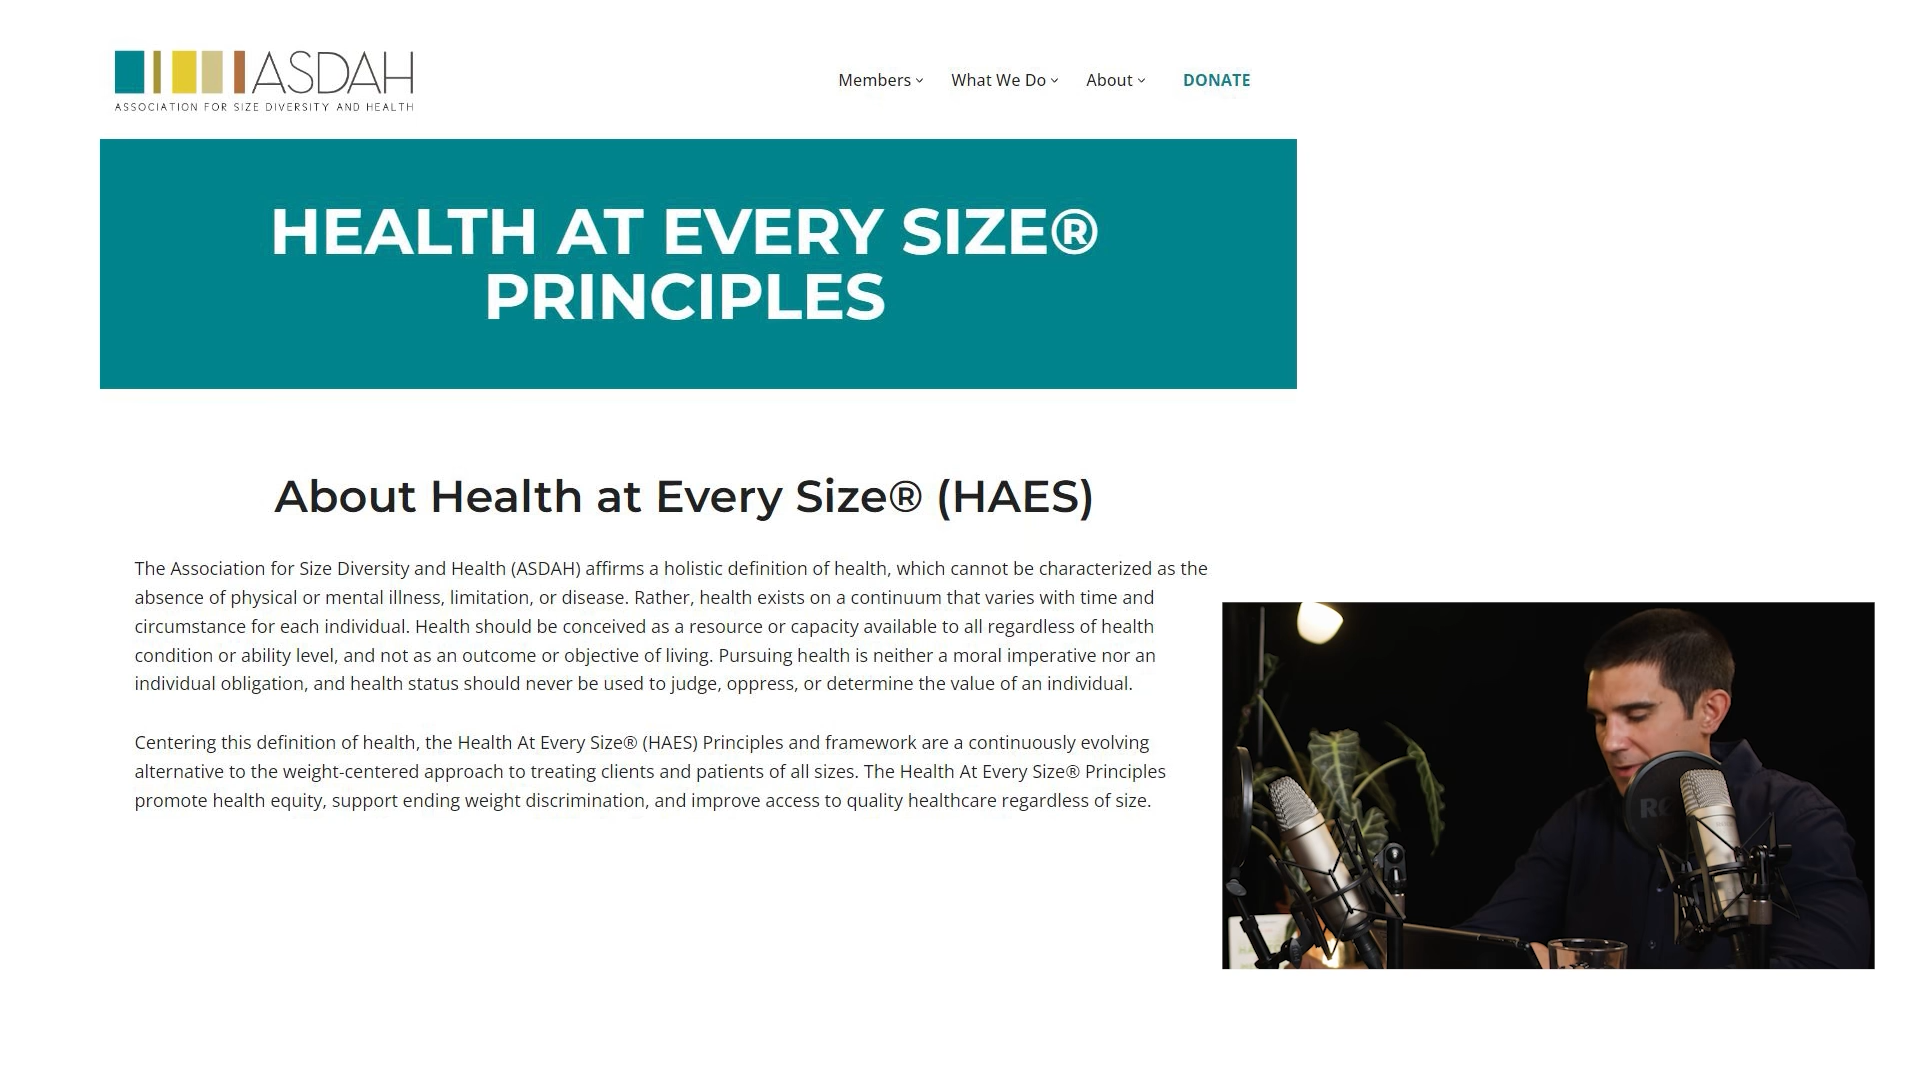 ASDAH
ASSOCIATION FOR SIZE DIVERSITY AND HEALTH
Members
What We Do
About
DONATE
HEALTH AT EVERY SIZE®
PRINCIPLES
About Health at Every Size® (HAES)
The Association for Size Diversity and Health (ASDAH) affirms a holistic definition of health, which cannot be characterized as the
absence of physical or mental illness, limitation, or disease. Rather, health exists on a continuum that varies with time and
circumstance for each individual. Health should be conceived as a resource or capacity available to all regardless of health
condition or ability level, and not as an outcome or objective of living. Pursuing health is neither a moral imperative nor an
individual obligation, and health status should never be used to judge, oppress, or determine the value of an individual.
Centering this definition of health, the Health At Every Size® (HAES) Principles and framework are a continuously evolving
alternative to the weight-centered approach to treating clients and patients of all sizes. The Health At Every Size® Principles
promote health equity, support ending weight discrimination, and improve access to quality healthcare regardless of size.